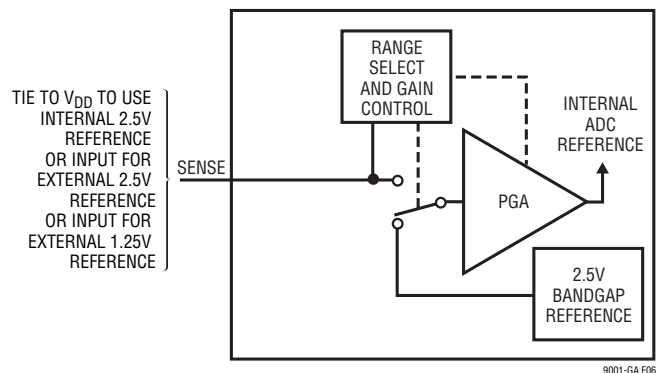 TIE TO VDD TO USE
INTERNAL 2.5V
REFERENCE
OR INPUT FOR
EXTERNAL 2.5V
REFERENCE
OR INPUT FOR
EXTERNAL 1.25V
REFERENCE
SENSE
RANGE
SELECT
AND GAIN
CONTROL
PGA
INTERNAL
ADC
REFERENCE
2.5V
BANDGAP
REFERENCE
9001-GA F06